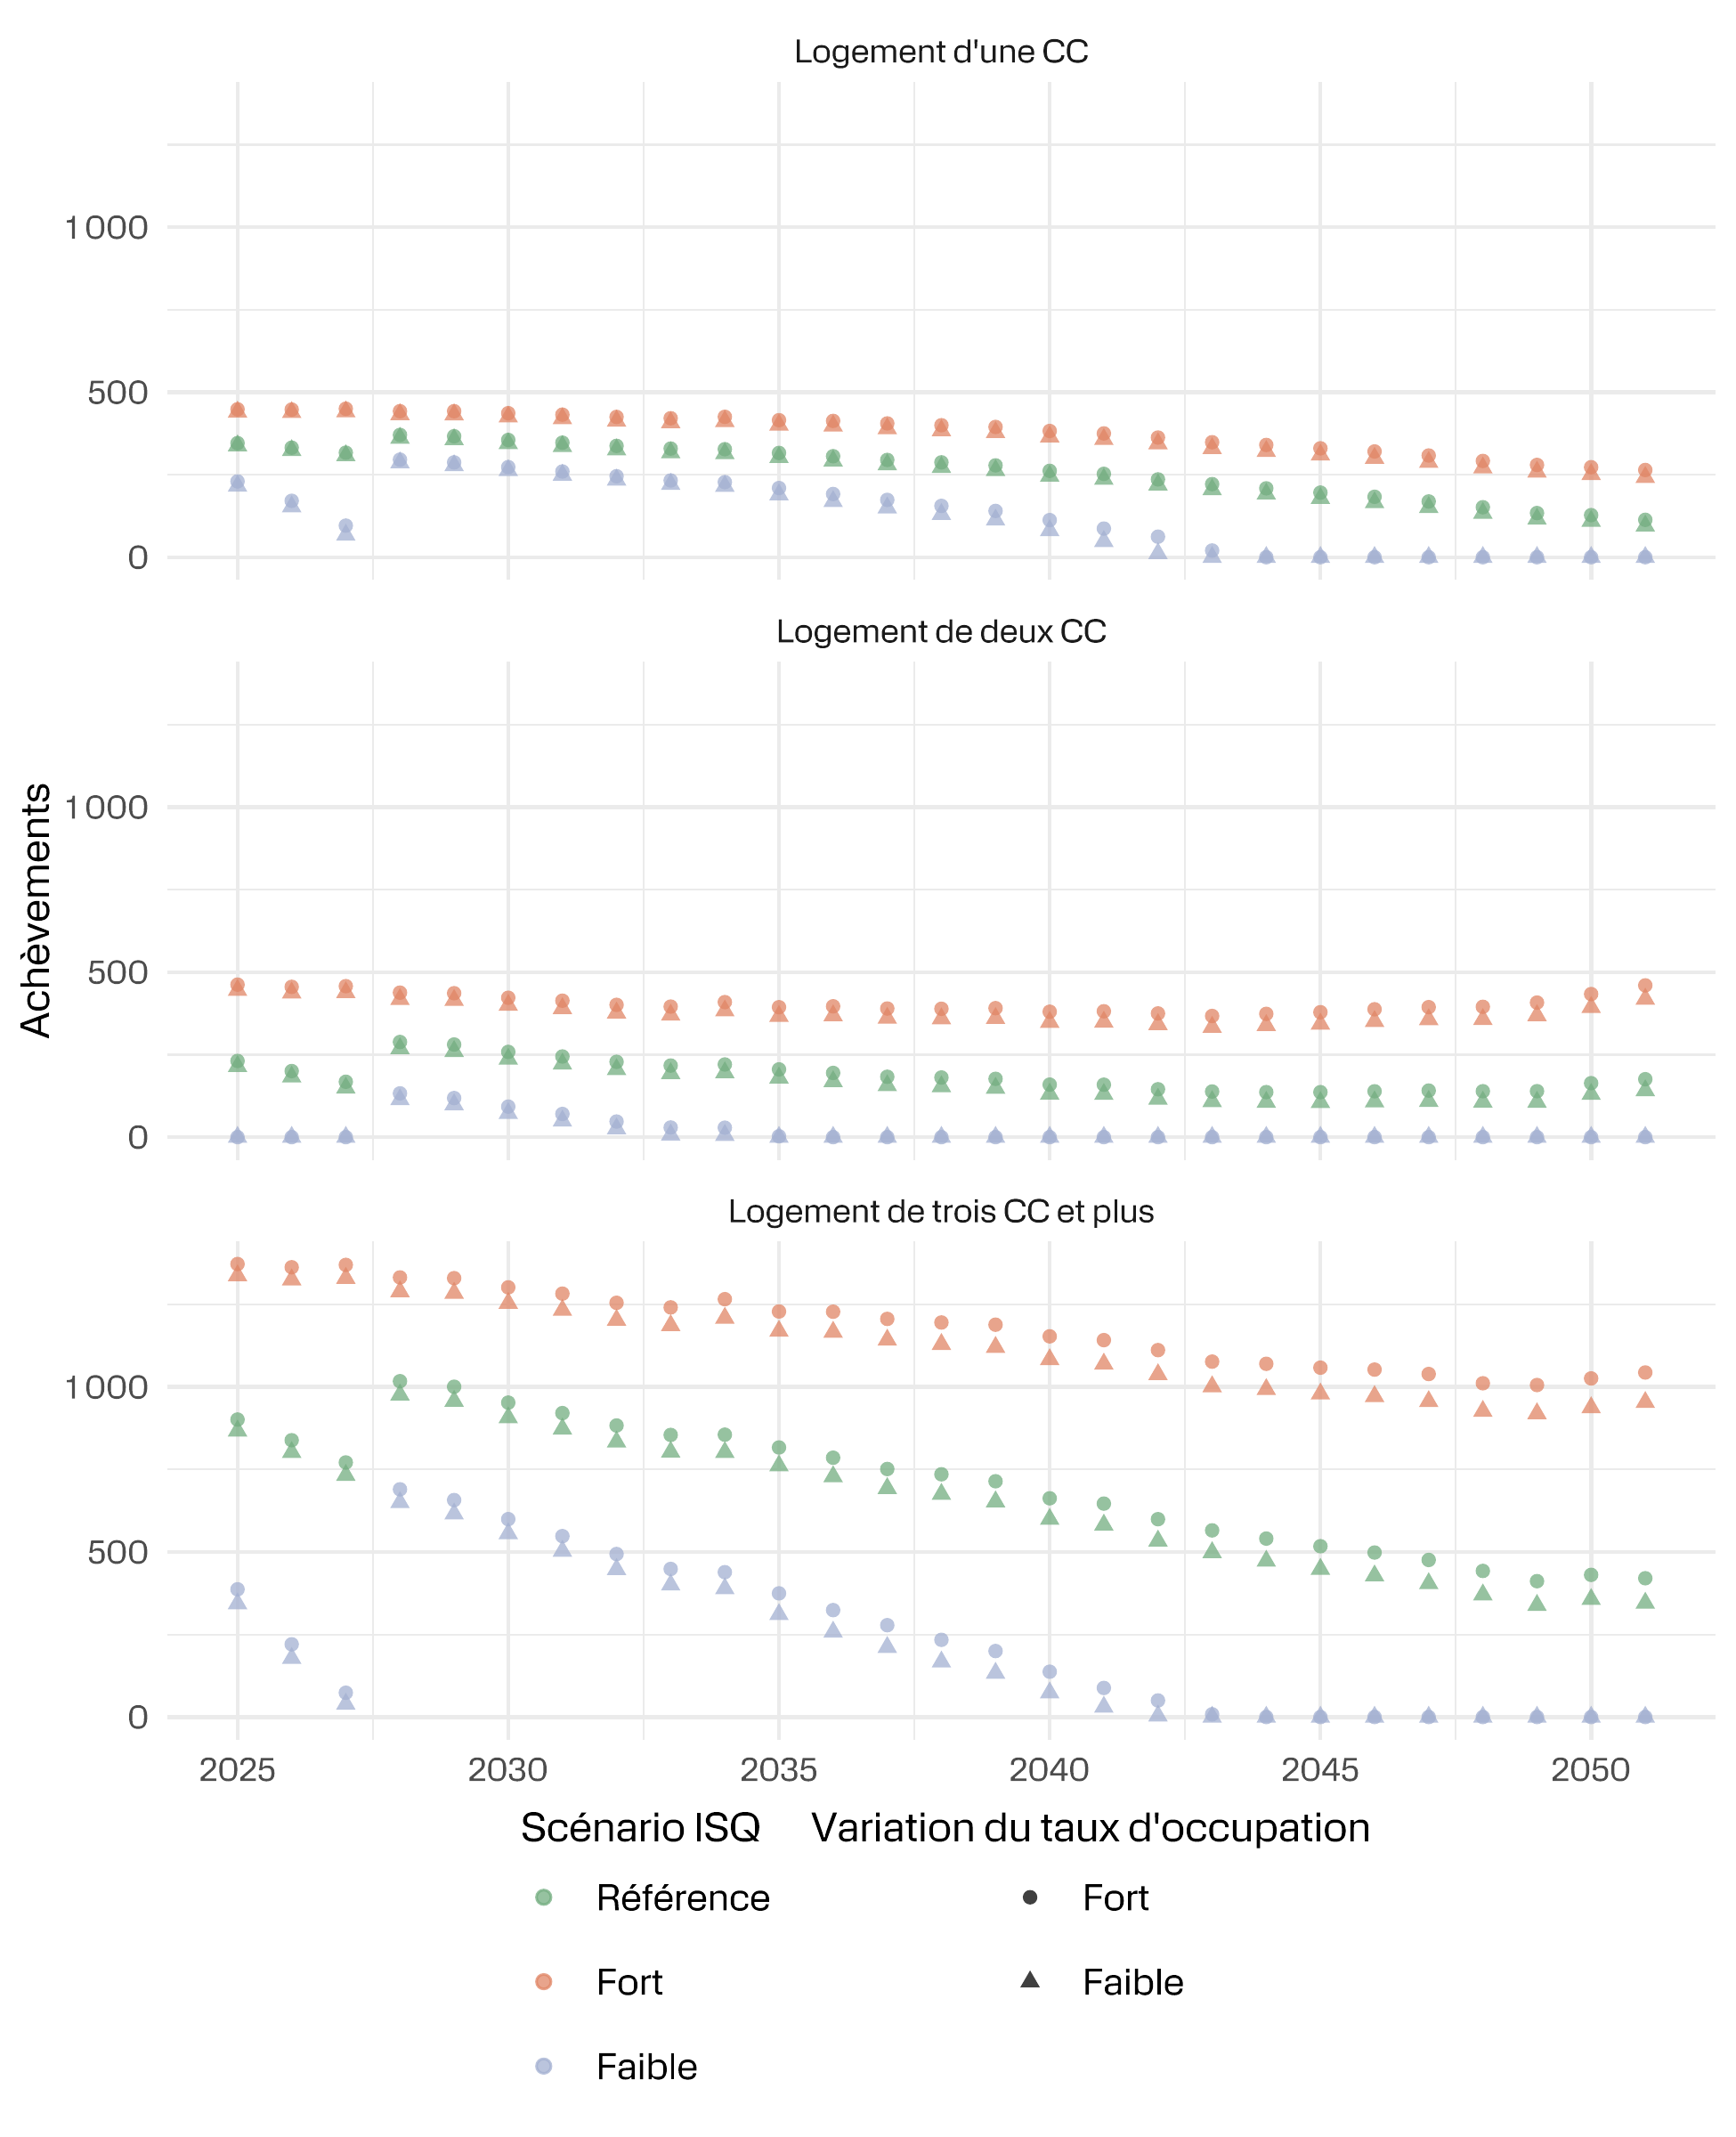 Logement d'une CC
1000
500
0
Logement de deux CC
Achèvements
1000
500
0
Logement de trois CC et plus
1000
500
0
2025 2030 2035 2040 2045 2050
Scénario ISQ Variation du taux d'occupation
Référence Fort
Fort Faible
Faible